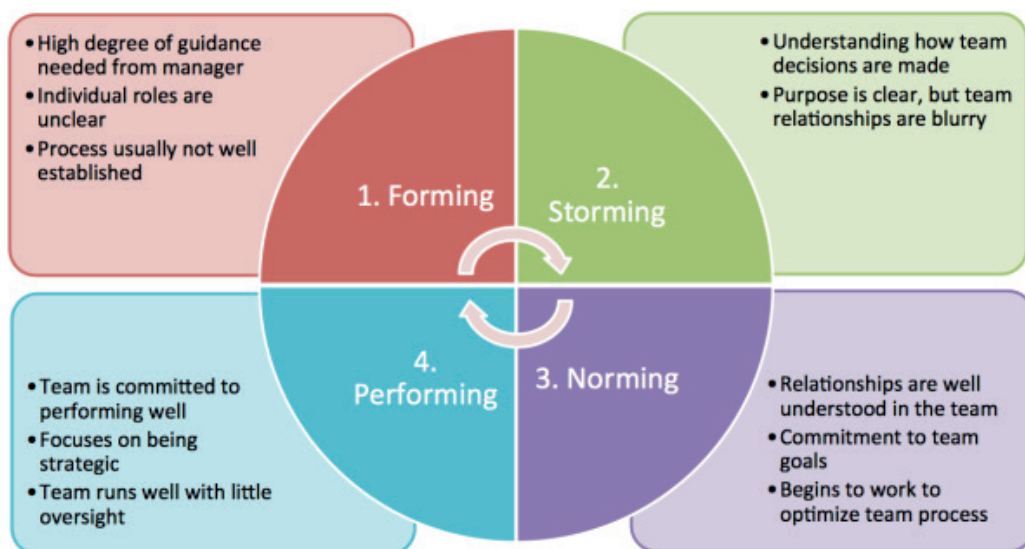 • High degree of guidance
needed from manager
• Individual roles are
unclear
• Process usually not well
established
1. Forming
• Understanding how team
decisions are made
• Purpose is clear, but team
relationships are blurry
2.
Storming
• Team is committed to
performing well
• Focuses on being
strategic
• Team runs well with little
oversight
4.
Performing
3. Norming
• Relationships are well
understood in the team
• Commitment to team
goals
• Begins to work to
optimize team process